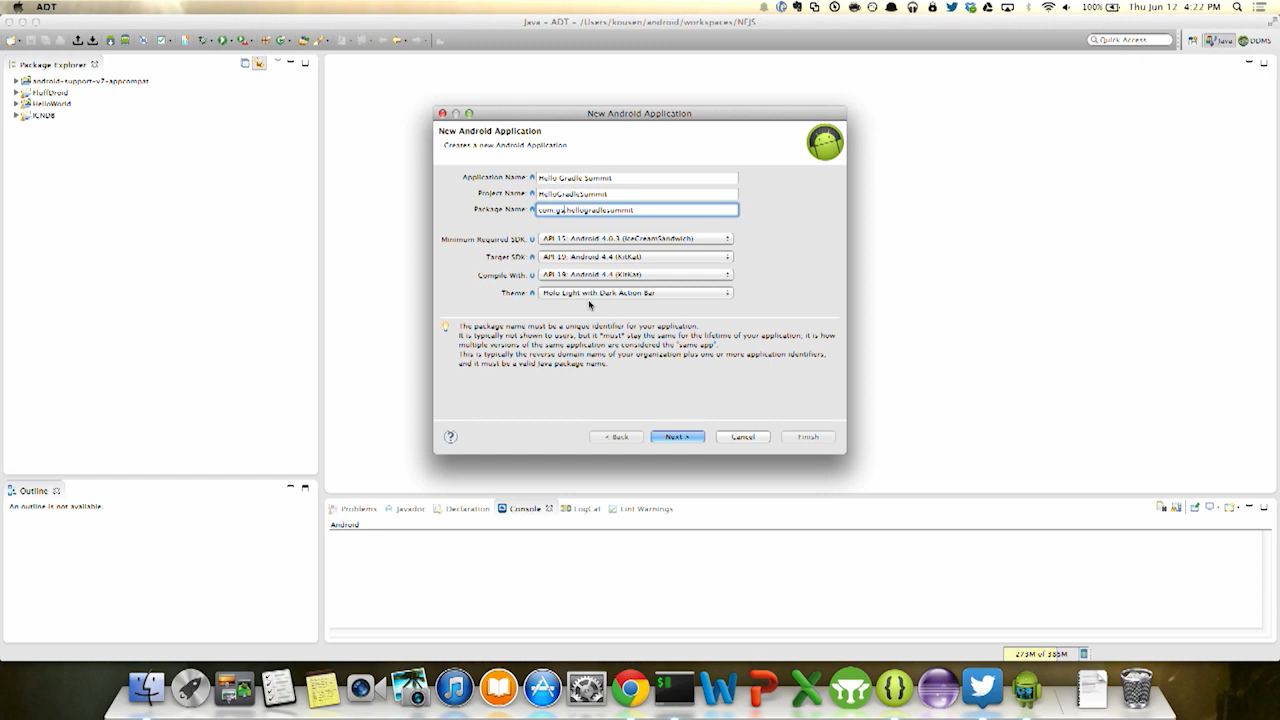 ADT
100%
Thu Jun 12 4:22 PM
Java - ADT - /Users/kousen/android/workspaces/NFJS
Quick Access
Java
DDMS
Package Explorer
android-support-v7-appcompat
FluffDroid
HelloWorld
ICNDB
New Android Application
New Android Application
Creates a new Android Application
Application Name: Hello Gradle Summit
Project Name: HelloGradleSummit
Package Name: com.gs.hellogradlesummit
Minimum Required SDK: API 15: Android 4.0.3 (IceCreamSandwich)
Target SDK: API 19: Android 4.4 (KitKat)
Compile With: API 19: Android 4.4 (KitKat)
Theme: Holo Light with Dark Action Bar
The package name must be a unique identifier for your application.
It is typically not shown to users, but it *must* stay the same for the lifetime of your application; it is how
multiple versions of the same application are considered the "same app".
This is typically the reverse domain name of your organization plus one or more application identifiers,
and it must be a valid Java package name.
< Back
Next >
Cancel
Finish
Outline
An outline is not available.
Problems
Javadoc
Declaration
Console
LogCat
Lint Warnings
Android